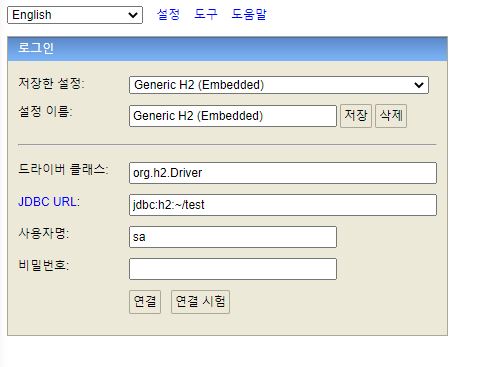 English 설정 도구 도움말
로그인
저장한 설정: Generic H2 (Embedded)
설정 이름: Generic H2 (Embedded) 저장 삭제
드라이버 클래스: org.h2.Driver
JDBC URL: jdbc:h2:~/test
사용자명: sa
비밀번호:
연결 연결 시험